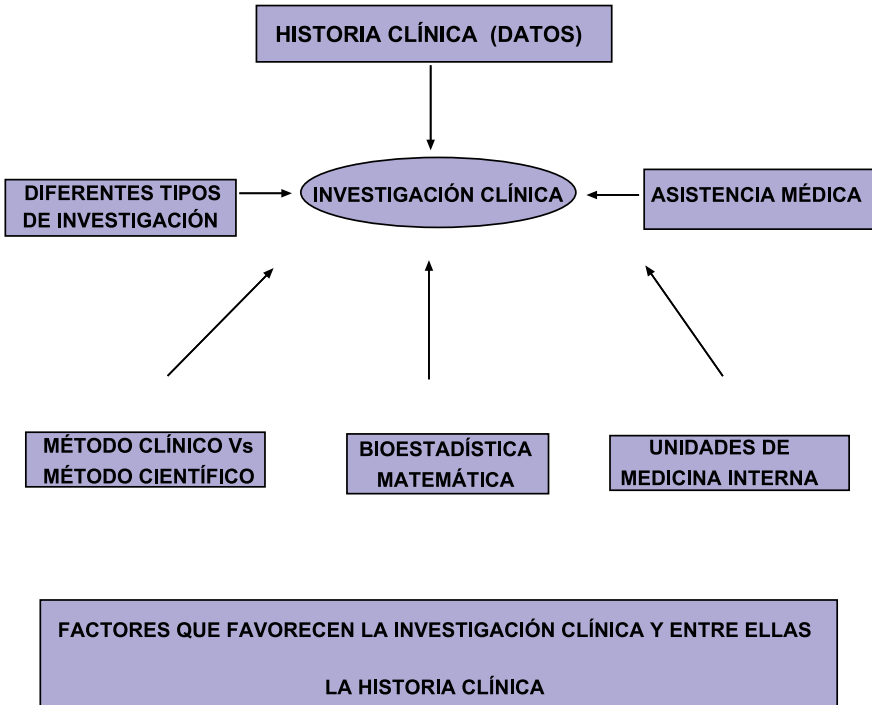 HISTORIA CLÍNICA (DATOS)
DIFERENTES TIPOS
DE INVESTIGACIÓN
INVESTIGACIÓN CLÍNICA
ASISTENCIA MÉDICA
MÉTODO CLÍNICO Vs
MÉTODO CIENTÍFICO
BIOESTADÍSTICA
MATEMÁTICA
UNIDADES DE
MEDICINA INTERNA
FACTORES QUE FAVORECEN LA INVESTIGACIÓN CLÍNICA Y ENTRE ELLAS
LA HISTORIA CLÍNICA